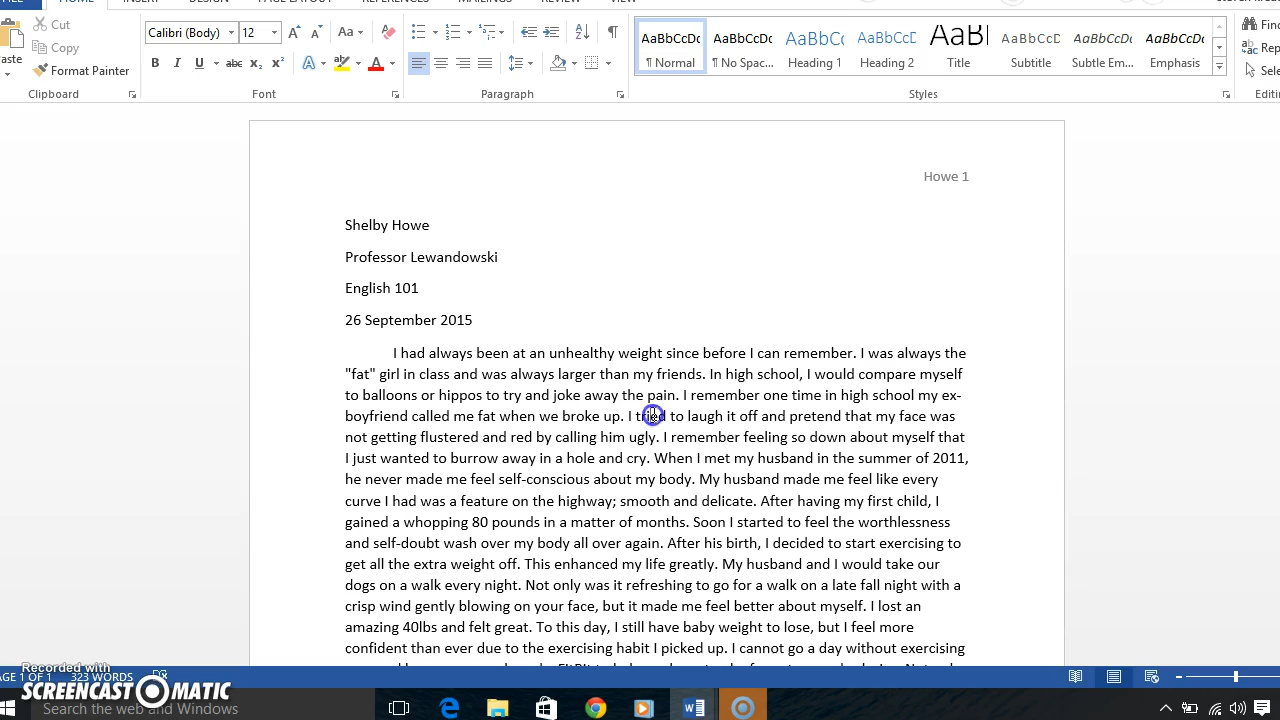 HOME
Cut
Copy
Format Painter
Clipboard
Calibri (Body)
12
Aa
B I U abc X₂ X² A A
Font
Paragraph
AaBbCcDc AaBbCcDc AaBbC AaBbCcD AaB AaBbCcD AaBbCcDt AaBbCcDt
¶ Normal ¶ No Spac... Heading 1 Heading 2 Title Subtitle Subtle Em... Emphasis
Styles
Howe 1
Shelby Howe
Professor Lewandowski
English 101
26 September 2015
I had always been at an unhealthy weight since before I can remember. I was always the
"fat" girl in class and was always larger than my friends. In high school, I would compare myself
to balloons or hippos to try and joke away the pain. I remember one time in high school my ex-
boyfriend called me fat when we broke up. I tried to laugh it off and pretend that my face was
not getting flustered and red by calling him ugly. I remember feeling so down about myself that
I just wanted to burrow away in a hole and cry. When I met my husband in the summer of 2011,
he never made me feel self-conscious about my body. My husband made me feel like every
curve I had was a feature on the highway; smooth and delicate. After having my first child, I
gained a whopping 80 pounds in a matter of months. Soon I started to feel the worthlessness
and self-doubt wash over my body all over again. After his birth, I decided to start exercising to
get all the extra weight off. This enhanced my life greatly. My husband and I would take our
dogs on a walk every night. Not only was it refreshing to go for a walk on a late fall night with a
crisp wind gently blowing on your face, but it made me feel better about myself. I lost an
amazing 40lbs and felt great. To this day, I still have baby weight to lose, but I feel more
confident than ever due to the exercising habit I picked up. I cannot go a day without exercising
Recorded with
PAGE 1 OF 1 323 WORDS
SCREENCAST MATIC
Search the web and Windows